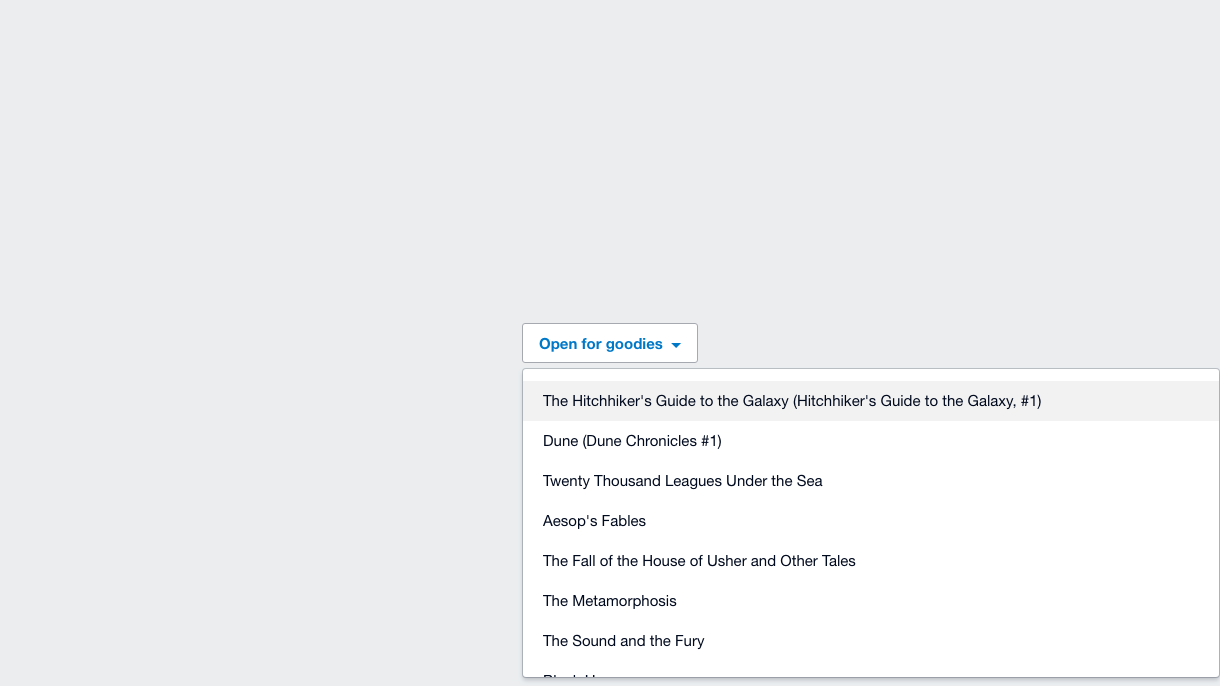 Open for goodies
The Hitchhiker's Guide to the Galaxy (Hitchhiker's Guide to the Galaxy, #1)
Dune (Dune Chronicles #1)
Twenty Thousand Leagues Under the Sea
Aesop's Fables
The Fall of the House of Usher and Other Tales
The Metamorphosis
The Sound and the Fury